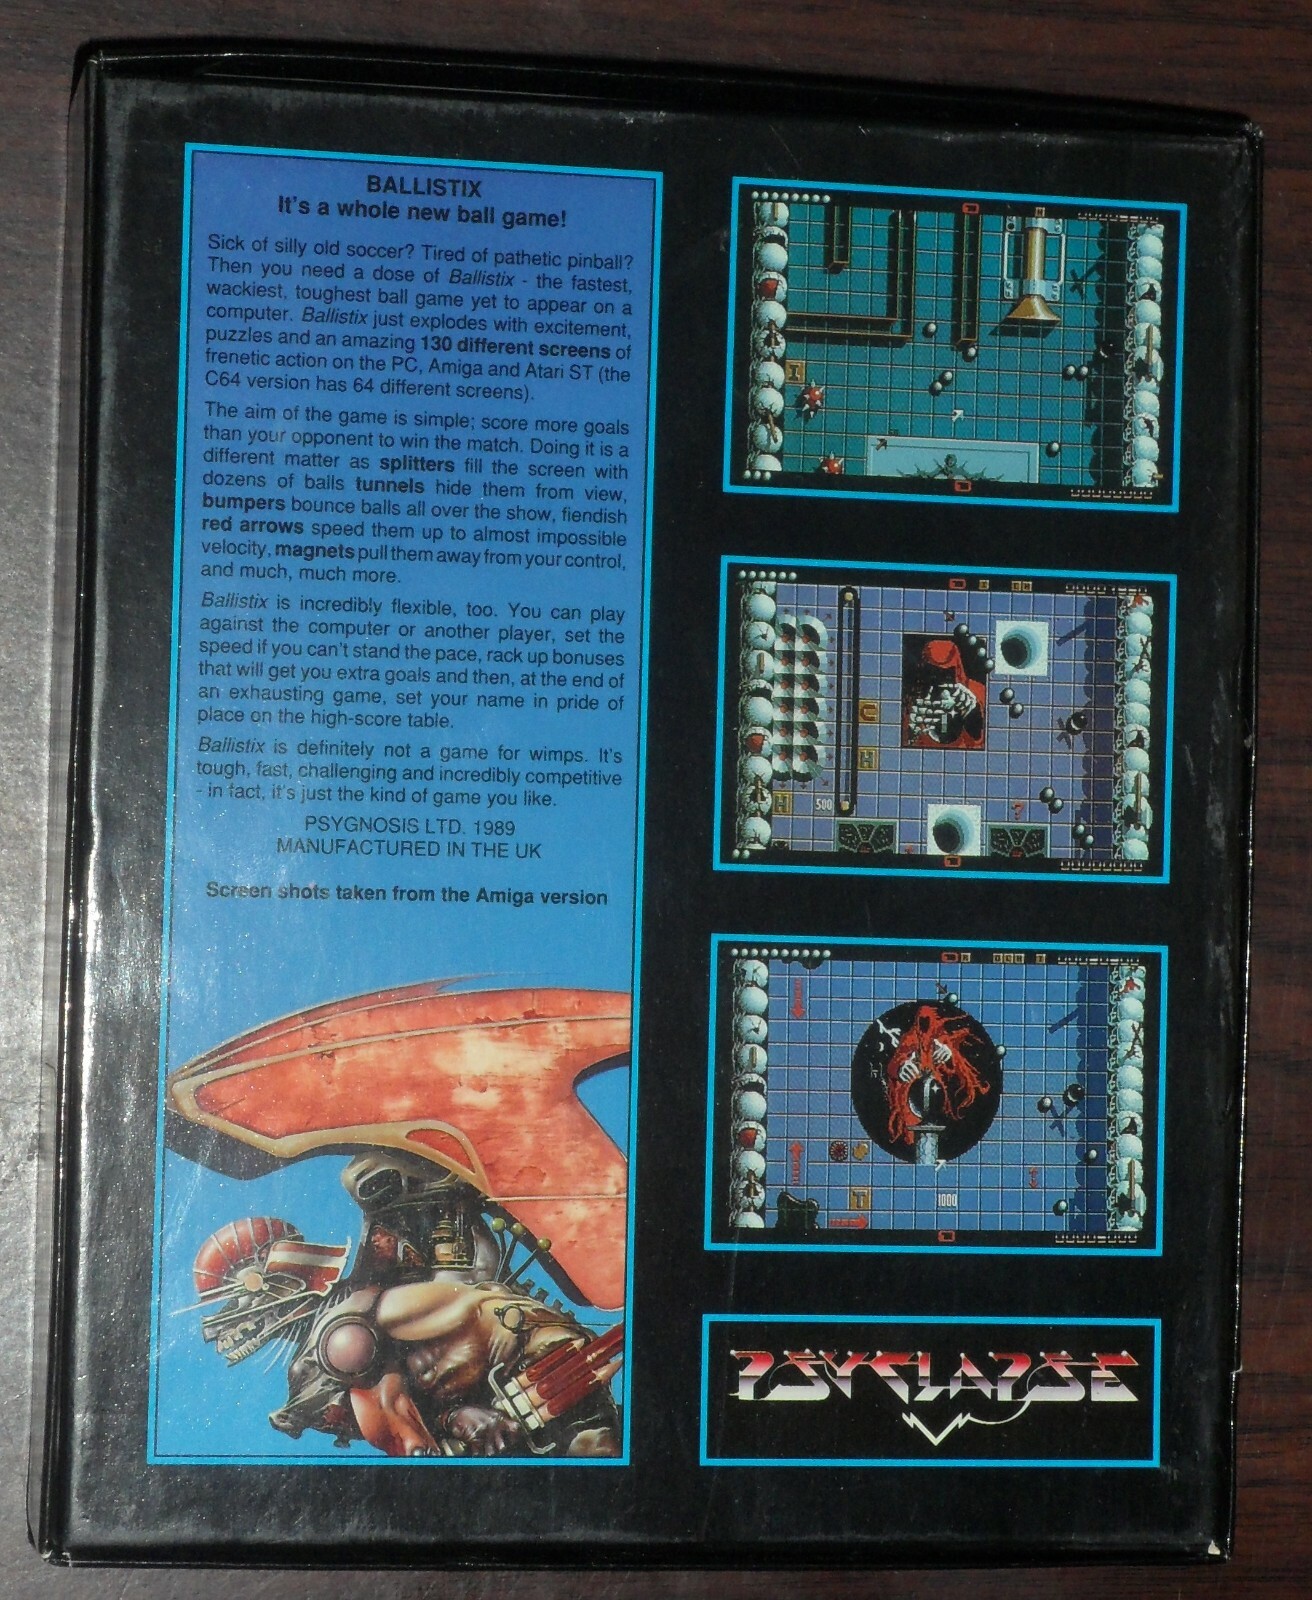 BALLISTIX
It's a whole new ball game!
Sick of silly old soccer? Tired of pathetic pinball?
Then you need a dose of Ballistix - the fastest,
wackiest, toughest ball game yet to appear on a
computer. Ballistix just explodes with excitement,
puzzles and an amazing 130 different screens of
frenetic action on the PC, Amiga and Atari ST (the
C64 version has 64 different screens).
The aim of the game is simple; score more goals
than your opponent to win the match. Doing it is a
different matter as splitters fill the screen with
dozens of balls tunnels hide them from view,
bumpers bounce balls all over the show, fiendish
red arrows speed them up to almost impossible
velocity, magnets pull them away from your control,
and much, much more.
Ballistix is incredibly flexible, too. You can play
against the computer or another player, set the
speed if you can't stand the pace, rack up bonuses
that will get you extra goals and then, at the end of
an exhausting game, set your name in pride of
place on the high-score table.
Ballistix is definitely not a game for wimps. It's
tough, fast, challenging and incredibly competitive
- in fact, it's just the kind of game you like.
PSYGNOSIS LTD. 1989
MANUFACTURED IN THE UK
Screen shots taken from the Amiga version
I
C
H
H 500
?
T 1000
PSYCLAPSE